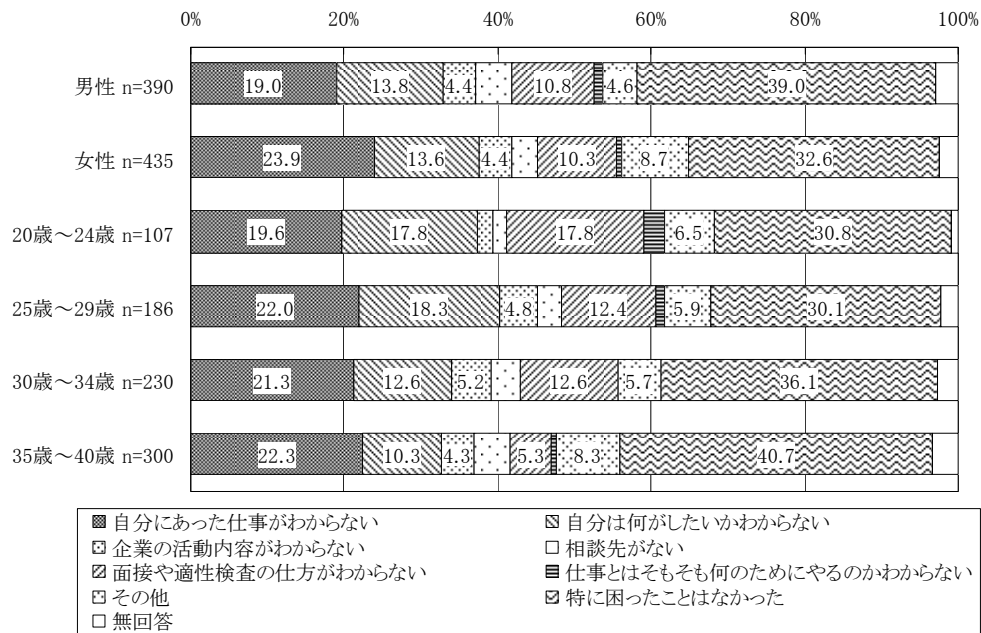 0% 20% 40% 60% 80% 100%
男性 n=390 19.0 13.8 4.4 10.8 4.6 39.0
女性 n=435 23.9 13.6 4.4 10.3 8.7 32.6
20歳～24歳 n=107 19.6 17.8 17.8 6.5 30.8
25歳～29歳 n=186 22.0 18.3 4.8 12.4 5.9 30.1
30歳～34歳 n=230 21.3 12.6 5.2 12.6 5.7 36.1
35歳～40歳 n=300 22.3 10.3 4.3 5.3 8.3 40.7
自分にあった仕事がわからない 自分は何がしたいかわからない
企業の活動内容がわからない 相談先がない
面接や適性検査の仕方がわからない 仕事とはそもそも何のためにやるのかわからない
その他 特に困ったことはなかった
無回答